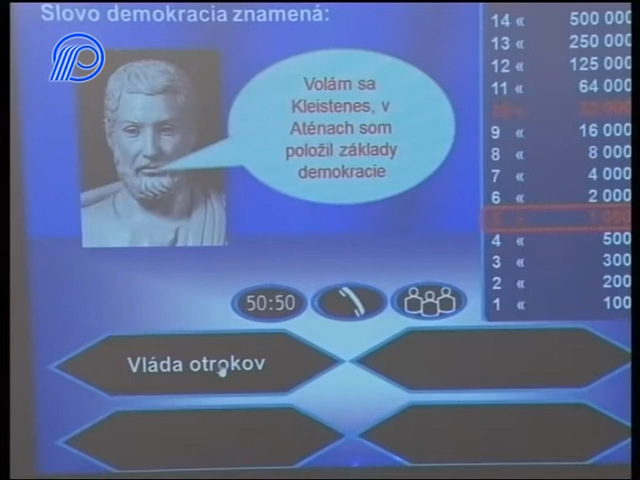 Slovo demokracia znamená:
Volám sa
Kleistenes, v
Aténach som
položil základy
demokracie
14 « 500 000
13 « 250 000
12 « 125 000
11 « 64 000
9 « 16 000
8 « 8 000
7 « 4 000
6 « 2 000
4 « 500
3 « 300
2 « 200
1 « 100
50:50
Vláda otrokov